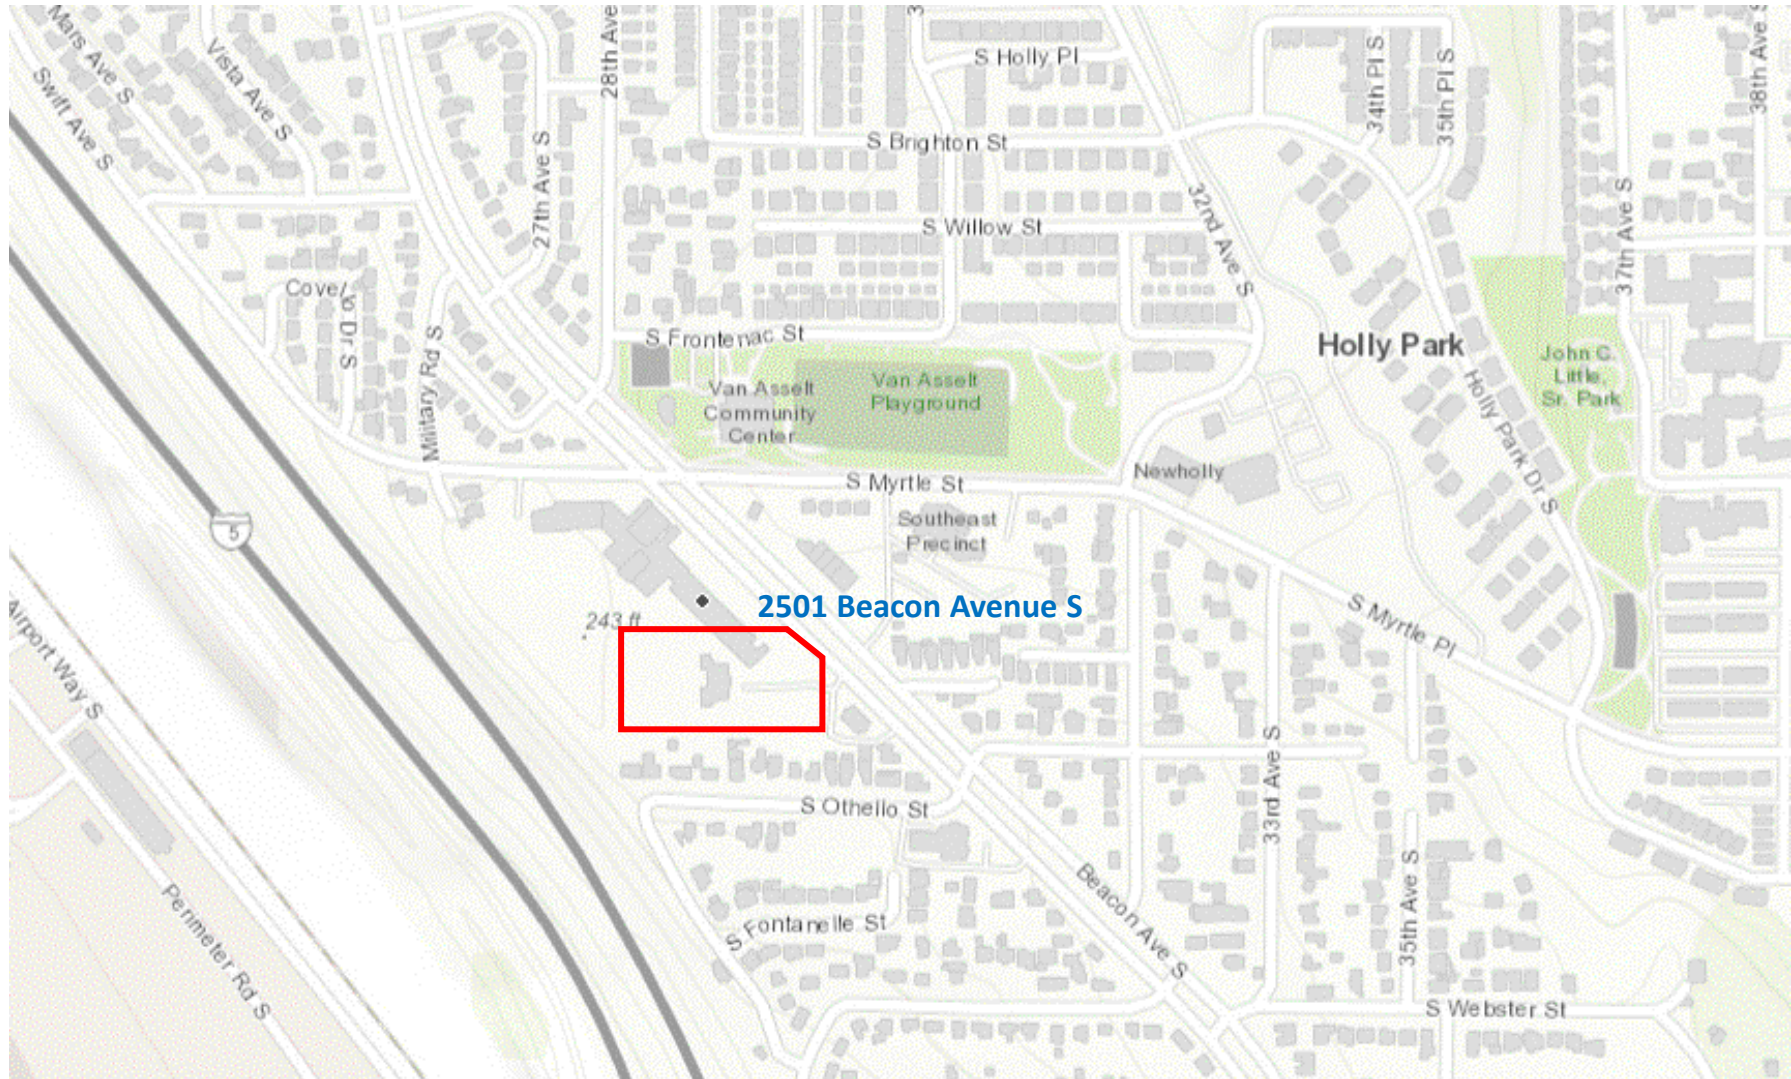 Mars Ave S
Vista Ave S
Swift Ave S
28th Ave
S Holly Pl
34th Pl S
35th Pl S
38th Ave S
S Brighton St
27th Ave S
32nd Ave S
37th Ave S
S Willow St
Dr S
Military Rd S
S Frontenac St
Holly Park
John C.
Little,
Sr. Park
Van Asselt
Community
Center
Van Asselt
Playground
Holly Park Dr S
S Myrtle St
Newholly
5
Southeast
Precinct
2501 Beacon Avenue S
243 ft
S Myrtle Pl
Airport Way S
33rd Ave S
S Othello St
Beacon Ave S
35th Ave S
Perimeter Rd S
S Fontanelle St
S Webster St